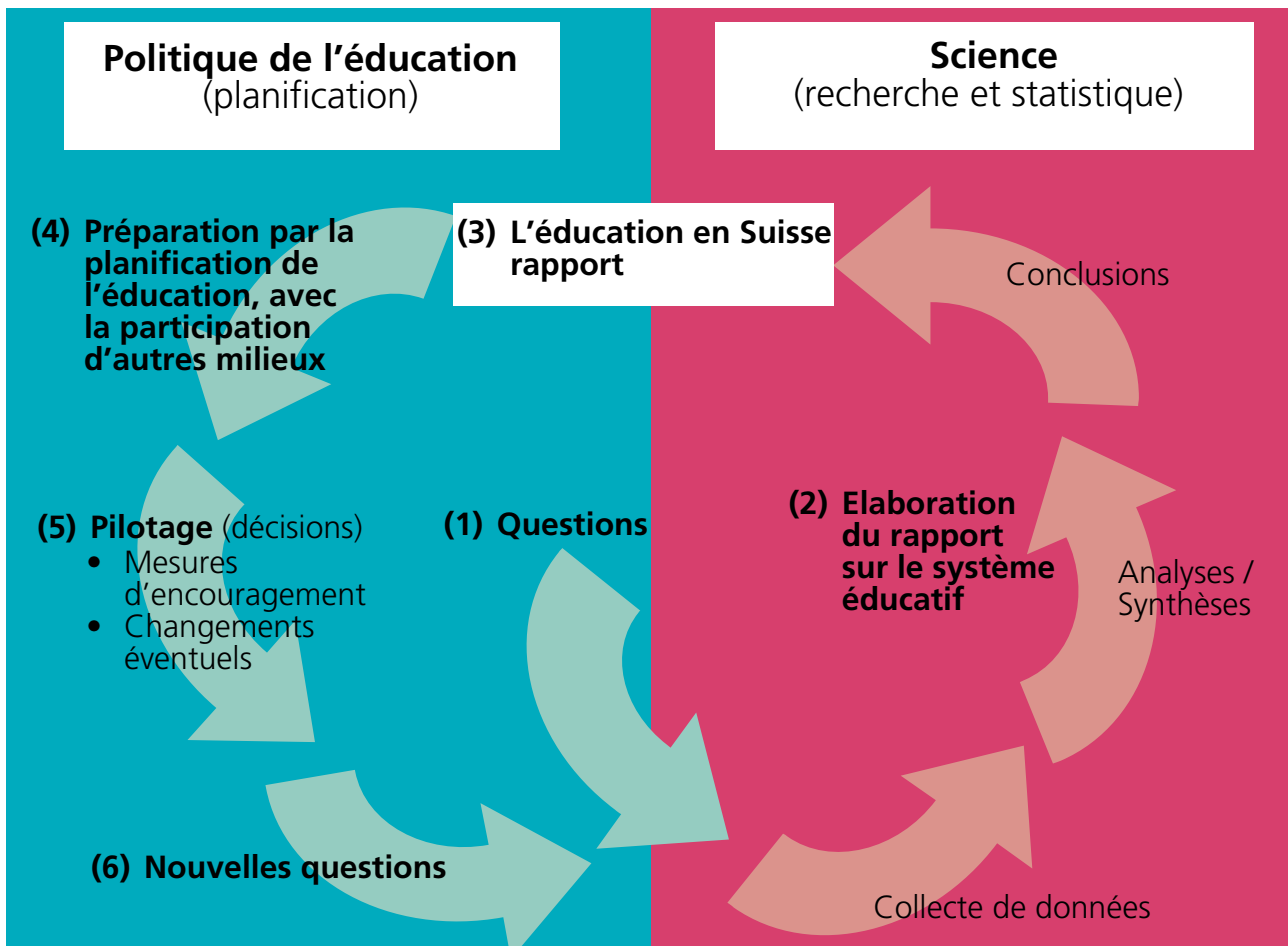 Politique de l'éducation
(planification)
Science
(recherche et statistique)
(3) L'éducation en Suisse
rapport
(4) Préparation par la
planification de
l'éducation, avec
la participation
d'autres milieux
Conclusions
(5) Pilotage (décisions)
• Mesures
d'encouragement
• Changements
éventuels
(1) Questions
(2) Elaboration
du rapport
sur le système
éducatif
Analyses /
Synthèses
(6) Nouvelles questions
Collecte de données